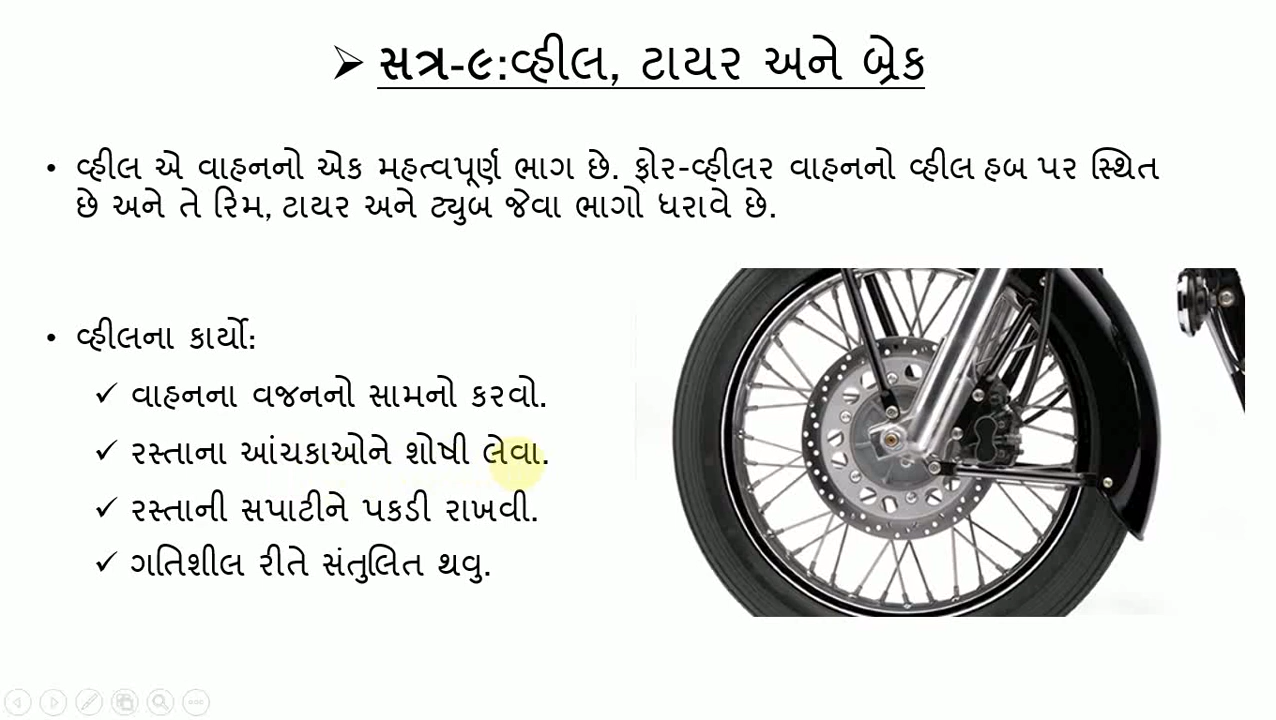 ➢ સત્ર-૯:વ્હીલ, ટાયર અને બ્રેક
• વ્હીલ એ વાહનનો એક મહત્વપૂર્ણ ભાગ છે. ફોર-વ્હીલર વાહનનો વ્હીલ હબ પર સ્થિત
છે અને તે રિમ, ટાયર અને ટ્યુબ જેવા ભાગો ધરાવે છે.
• વ્હીલના કાર્યો:
✓ વાહનના વજનનો સામનો કરવો.
✓ રસ્તાના આંચકાઓને શોષી લેવા.
✓ રસ્તાની સપાટીને પકડી રાખવી.
✓ ગતિશીલ રીતે સંતુલિત થવુ.